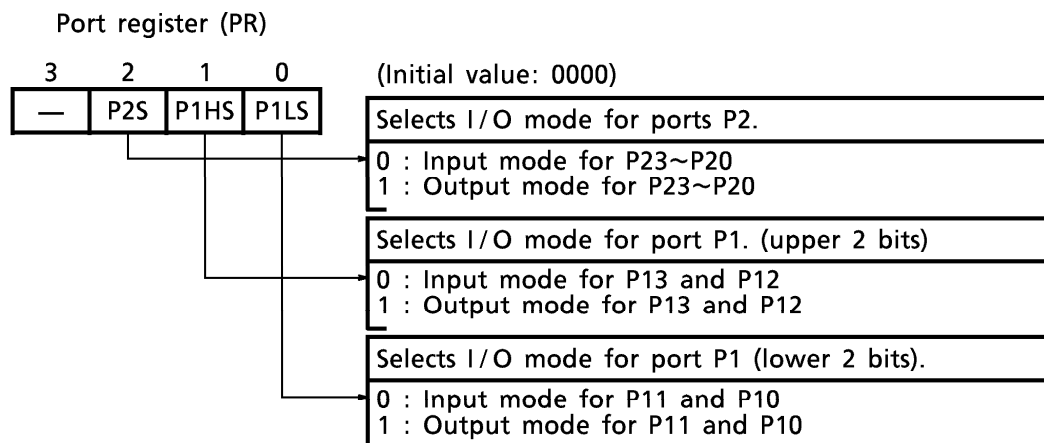 Port register (PR)
3 2 1 0
(Initial value: 0000)
— P2S P1HS P1LS
Selects I/O mode for ports P2.
0 : Input mode for P23~P20
1 : Output mode for P23~P20
Selects I/O mode for port P1. (upper 2 bits)
0 : Input mode for P13 and P12
1 : Output mode for P13 and P12
Selects I/O mode for port P1 (lower 2 bits).
0 : Input mode for P11 and P10
1 : Output mode for P11 and P10